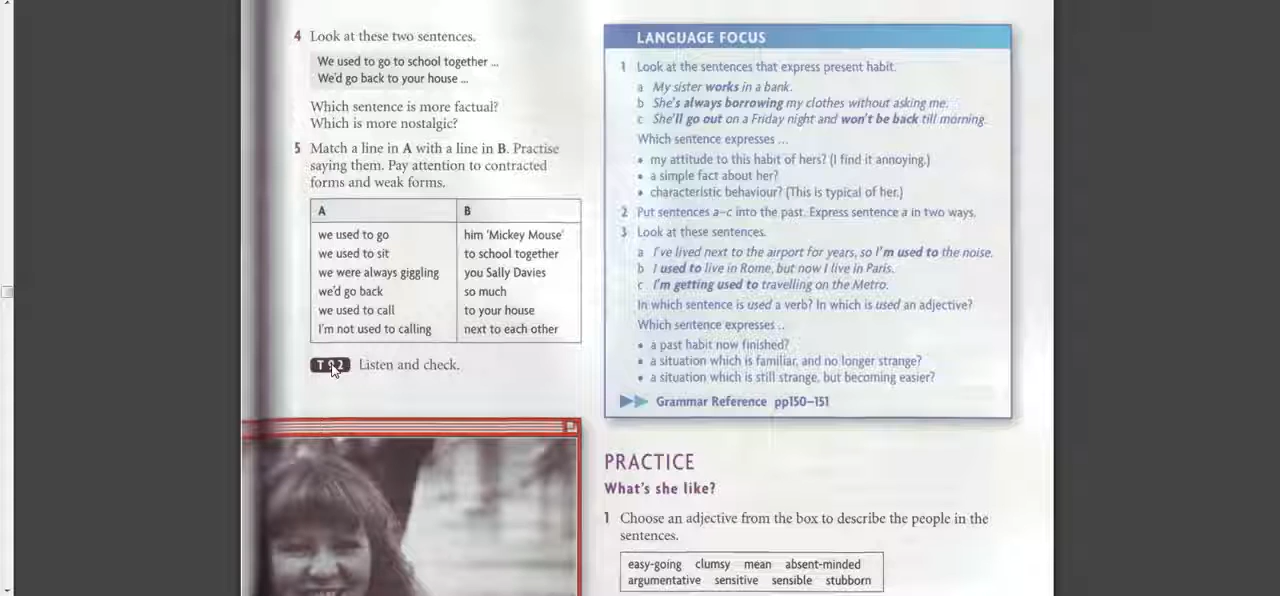 4 Look at these two sentences.
We used to go to school together ...
We'd go back to your house ...
Which sentence is more factual?
Which is more nostalgic?
5 Match a line in A with a line in B. Practise
saying them. Pay attention to contracted
forms and weak forms.
A B
we used to go him 'Mickey Mouse'
we used to sit to school together
we were always giggling you Sally Davies
we'd go back so much
we used to call to your house
I'm not used to calling next to each other
Listen and check.
LANGUAGE FOCUS
1 Look at the sentences that express present habit.
a My sister works in a bank.
b She's always borrowing my clothes without asking me.
c She'll go out on a Friday night and won't be back till morning.
Which sentence expresses ...
• my attitude to this habit of hers? (I find it annoying.)
• a simple fact about her?
• characteristic behaviour? (This is typical of her.)
2 Put sentences a–c into the past. Express sentence a in two ways.
3 Look at these sentences.
a I've lived next to the airport for years, so I'm used to the noise.
b I used to live in Rome, but now I live in Paris.
c I'm getting used to travelling on the Metro.
In which sentence is used a verb? In which is used an adjective?
Which sentence expresses ..
• a past habit now finished?
• a situation which is familiar, and no longer strange?
• a situation which is still strange, but becoming easier?
Grammar Reference pp150–151
PRACTICE
What's she like?
1 Choose an adjective from the box to describe the people in the
sentences.
easy-going clumsy mean absent-minded
argumentative sensitive sensible stubborn